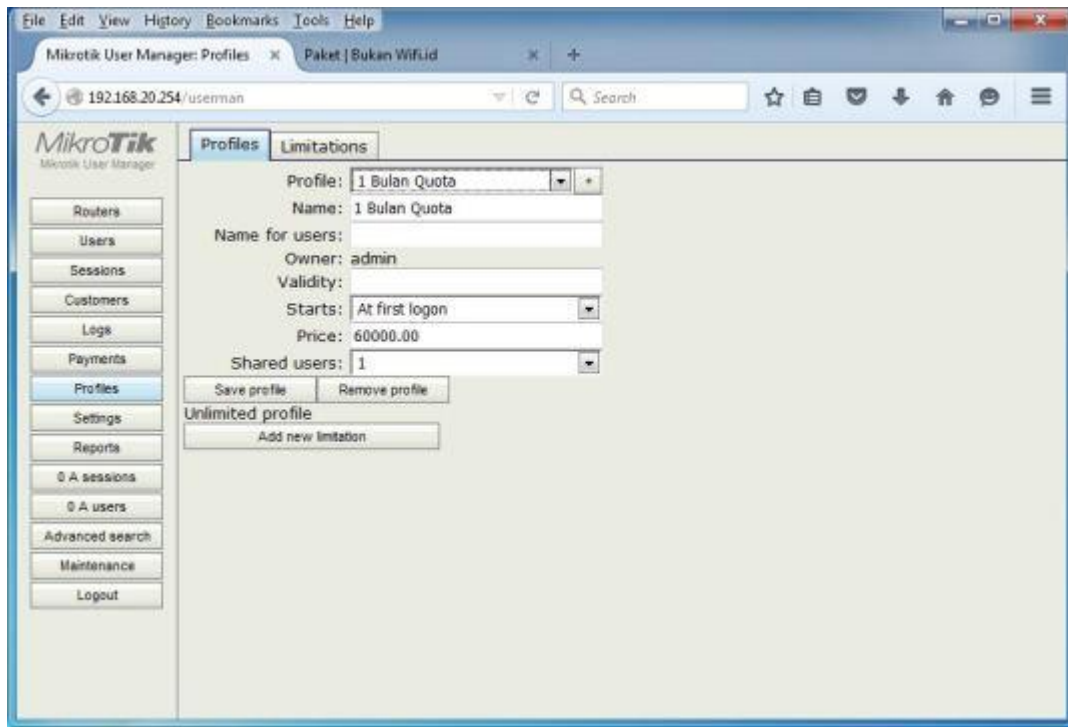 File Edit View History Bookmarks Tools Help
Mikrotik User Manager: Profiles × Paket | Bukan Wifi.id × +
192.168.20.254/userman Search
MikroTik
Mikrotik User Manager
Profiles Limitations
Profile: 1 Bulan Quota +
Name: 1 Bulan Quota
Name for users:
Owner: admin
Validity:
Starts: At first logon
Price: 60000.00
Shared users: 1
Save profile Remove profile
Unlimited profile
Add new limitation
Routers
Users
Sessions
Customers
Logs
Payments
Profiles
Settings
Reports
0 A sessions
0 A users
Advanced search
Maintenance
Logout